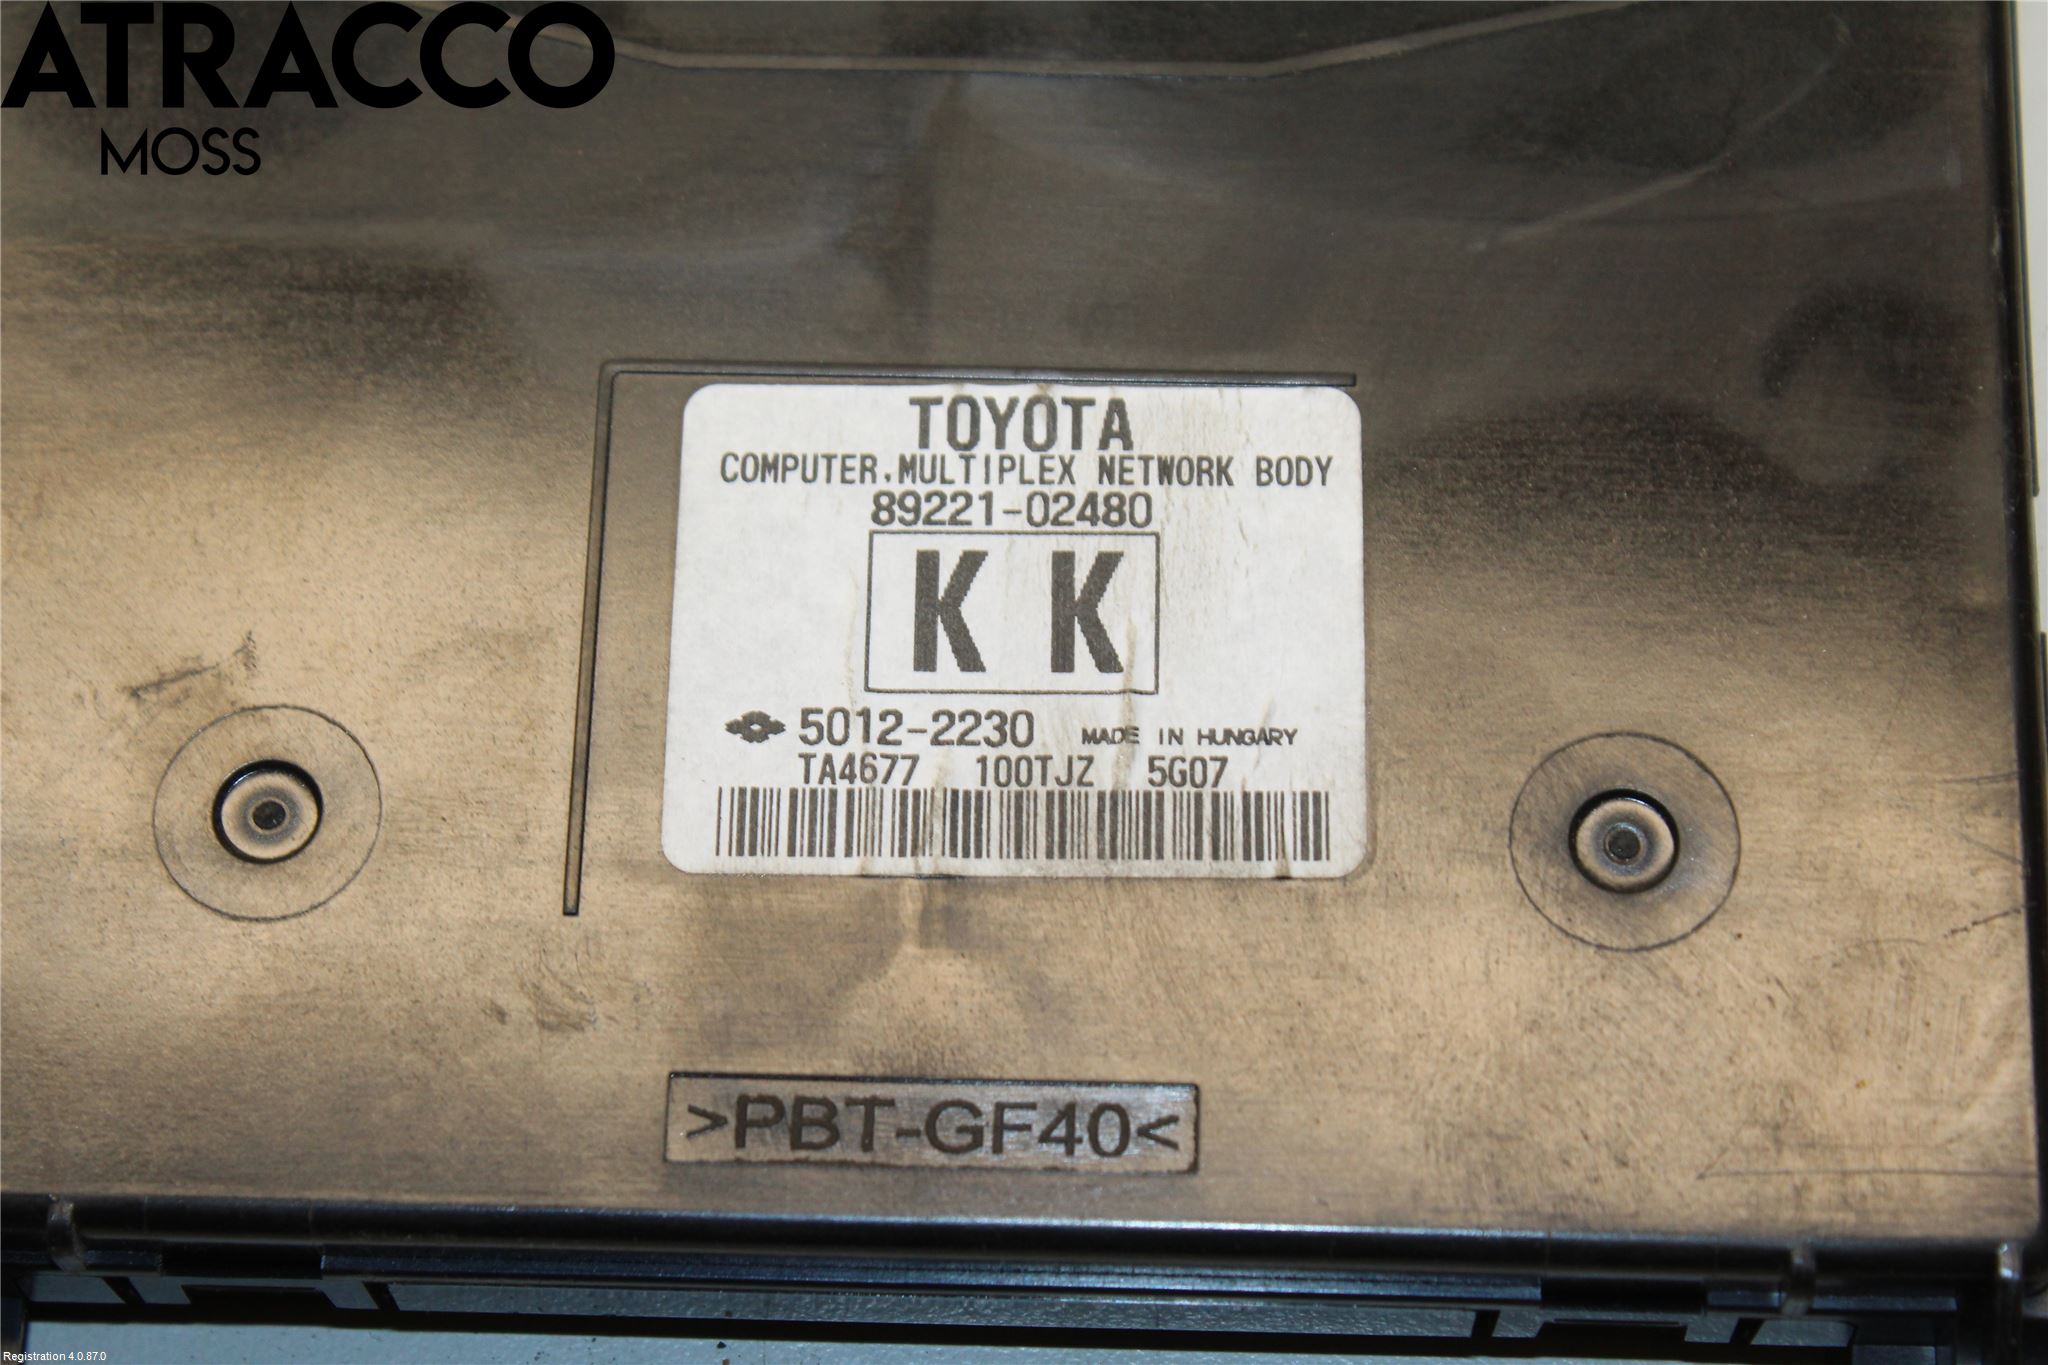 ATRACCO
MOSS
TOYOTA
COMPUTER,MULTIPLEX NETWORK BODY
89221-02480
K K
5012-2230 MADE IN HUNGARY
TA4677 100TJZ 5G07
>PBT-GF40<
Registration 4.0.87.0